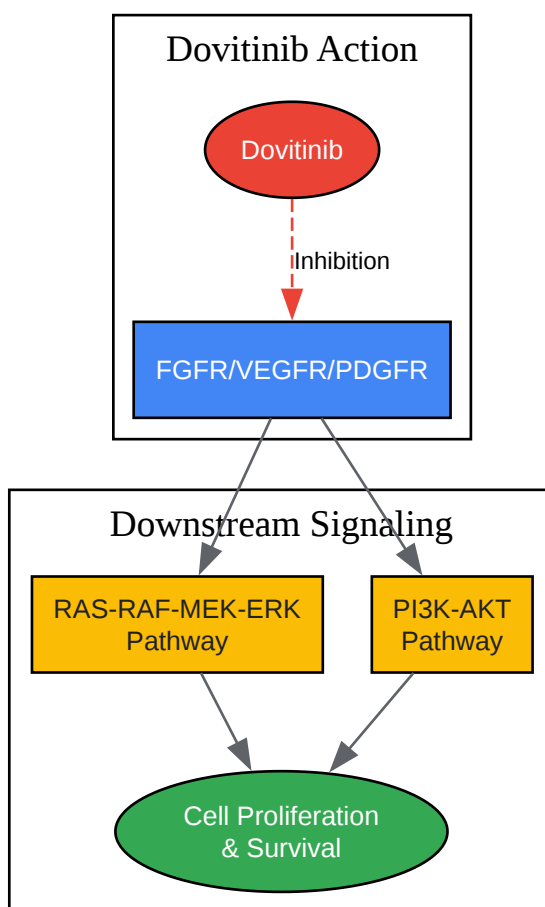 Dovitinib Action
Dovitinib
Inhibition
FGFR/VEGFR/PDGFR
Downstream Signaling
RAS-RAF-MEK-ERK
Pathway
PI3K-AKT
Pathway
Cell Proliferation
& Survival